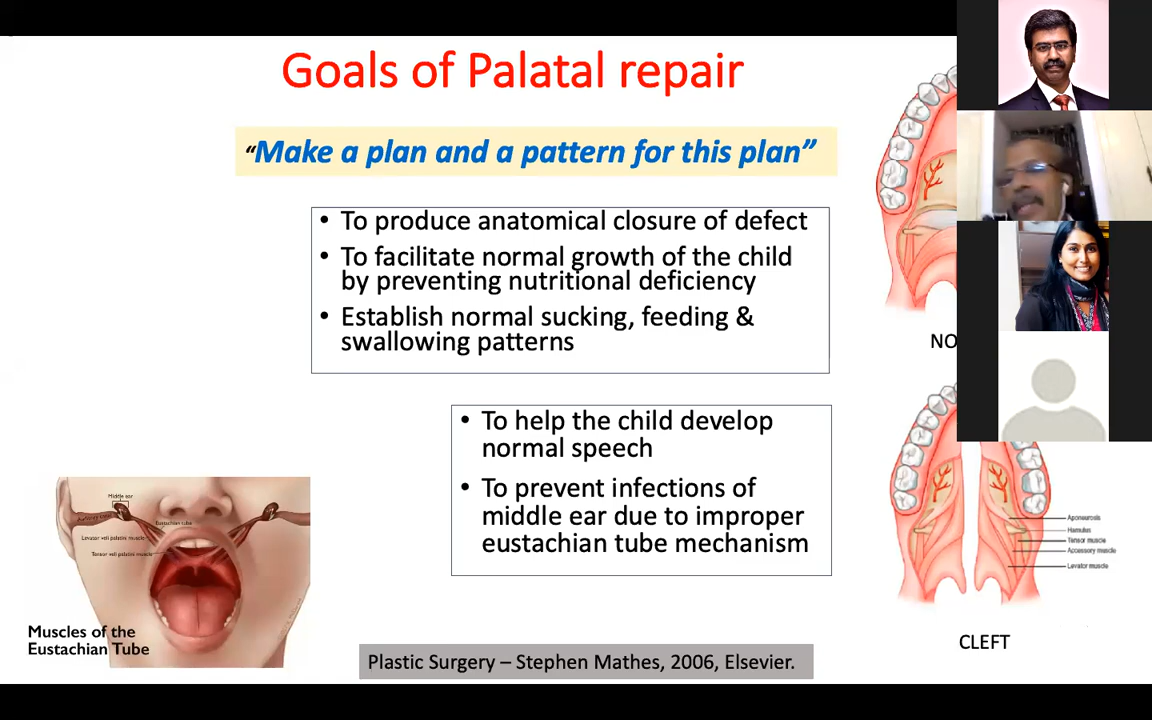 Goals of Palatal repair
“Make a plan and a pattern for this plan”
• To produce anatomical closure of defect
• To facilitate normal growth of the child
by preventing nutritional deficiency
• Establish normal sucking, feeding &
swallowing patterns
NO
• To help the child develop
normal speech
• To prevent infections of
middle ear due to improper
eustachian tube mechanism
Middle ear
Eustachian tube
Levator veli palatini muscle
Tensor veli palatini muscle
Muscles of the
Eustachian Tube
Aponeurosis
Hamulus
Tensor muscle
Accessory muscle
Levator muscle
CLEFT
Plastic Surgery – Stephen Mathes, 2006, Elsevier.